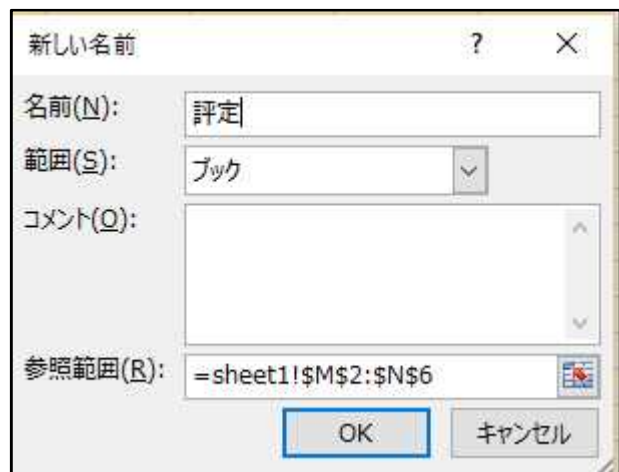 新しい名前 ? ×
名前(N): 評定
範囲(S): ブック
コメント(O):
参照範囲(R): =sheet1!$M$2:$N$6
OK キャンセル